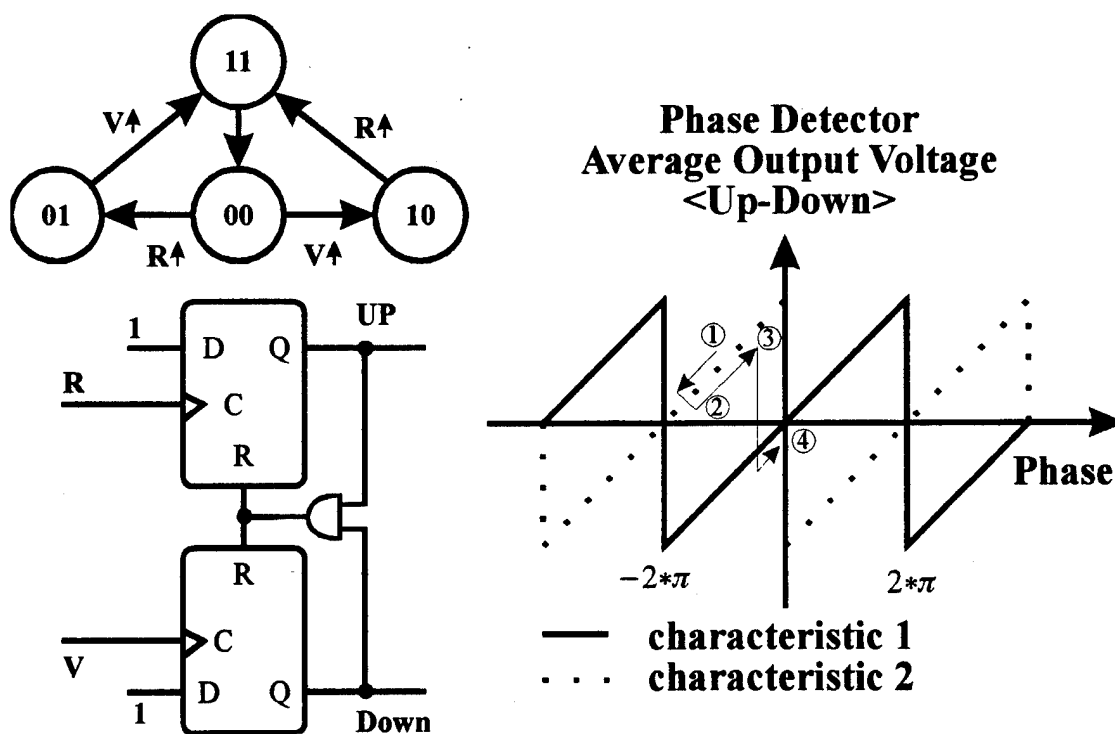 11
V↑
R↑
01
00
10
R↑
V↑
1
D
Q
UP
R
C
R
R
V
C
1
D
Q
Down
Phase Detector
Average Output Voltage
<Up-Down>
①
③
②
④
Phase
−2*π
2*π
characteristic 1
characteristic 2